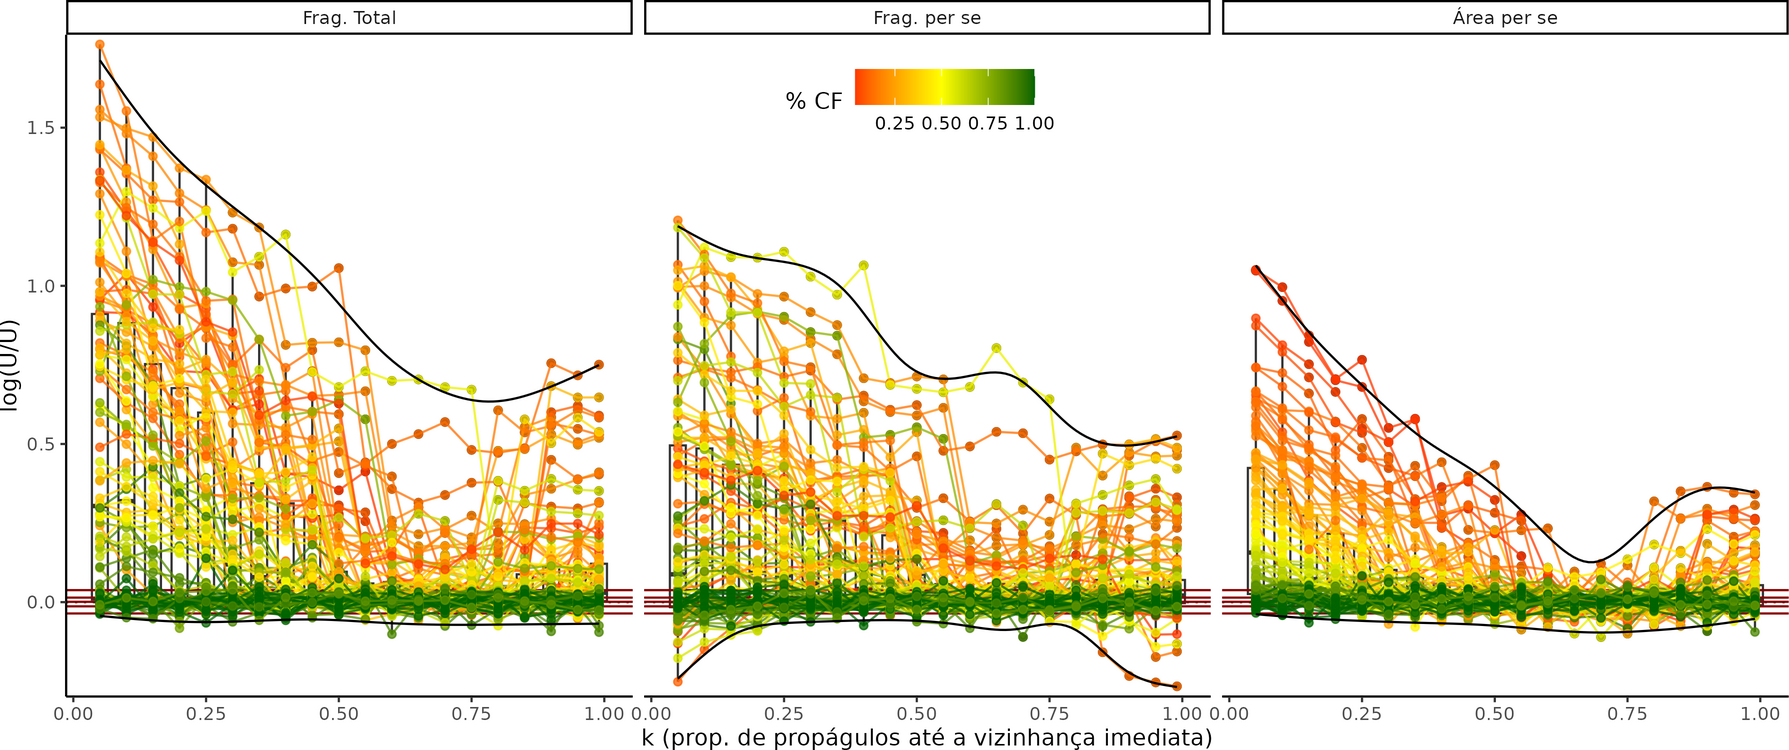 Frag. Total
Frag. per se
Área per se
% CF
0.25 0.50 0.75 1.00
log(U/U)
1.5
1.0
0.5
0.0
0.00 0.25 0.50 0.75 1.00
0.00 0.25 0.50 0.75 1.00
0.00 0.25 0.50 0.75 1.00
k (prop. de propágulos até a vizinhança imediata)